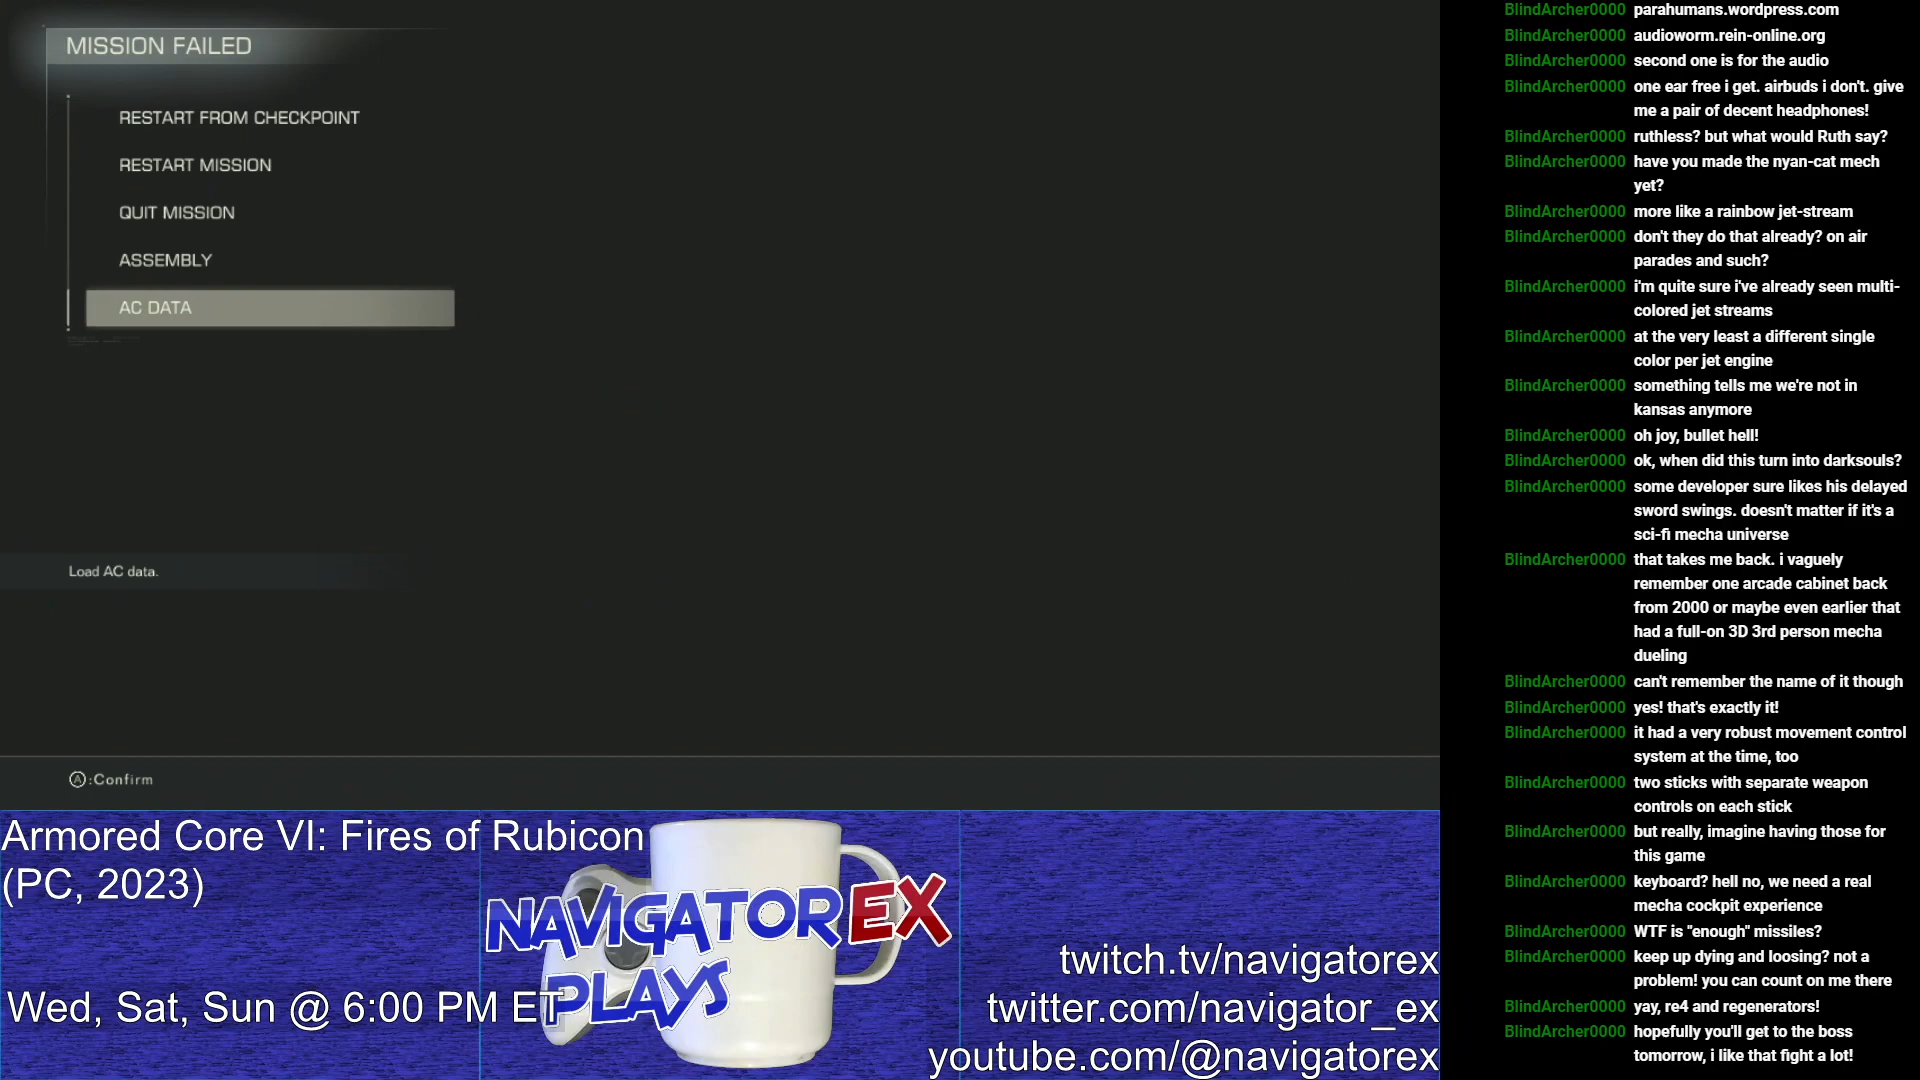 MISSION FAILED
RESTART FROM CHECKPOINT
RESTART MISSION
QUIT MISSION
ASSEMBLY
AC DATA
Load AC data.
Ⓐ:Confirm
Armored Core VI: Fires of Rubicon
(PC, 2023)
Wed, Sat, Sun @ 6:00 PM ET
NAVIGATOR EX
PLAYS
twitch.tv/navigatorex
twitter.com/navigator_ex
youtube.com/@navigatorex
BlindArcher0000 parahumans.wordpress.com
BlindArcher0000 audioworm.rein-online.org
BlindArcher0000 second one is for the audio
BlindArcher0000 one ear free i get. airbuds i don't. give
me a pair of decent headphones!
BlindArcher0000 ruthless? but what would Ruth say?
BlindArcher0000 have you made the nyan-cat mech
yet?
BlindArcher0000 more like a rainbow jet-stream
BlindArcher0000 don't they do that already? on air
parades and such?
BlindArcher0000 i'm quite sure i've already seen multi-
colored jet streams
BlindArcher0000 at the very least a different single
color per jet engine
BlindArcher0000 something tells me we're not in
kansas anymore
BlindArcher0000 oh joy, bullet hell!
BlindArcher0000 ok, when did this turn into darksouls?
BlindArcher0000 some developer sure likes his delayed
sword swings. doesn't matter if it's a
sci-fi mecha universe
BlindArcher0000 that takes me back. i vaguely
remember one arcade cabinet back
from 2000 or maybe even earlier that
had a full-on 3D 3rd person mecha
dueling
BlindArcher0000 can't remember the name of it though
BlindArcher0000 yes! that's exactly it!
BlindArcher0000 it had a very robust movement control
system at the time, too
BlindArcher0000 two sticks with separate weapon
controls on each stick
BlindArcher0000 but really, imagine having those for
this game
BlindArcher0000 keyboard? hell no, we need a real
mecha cockpit experience
BlindArcher0000 WTF is "enough" missiles?
BlindArcher0000 keep up dying and loosing? not a
problem! you can count on me there
BlindArcher0000 yay, re4 and regenerators!
BlindArcher0000 hopefully you'll get to the boss
tomorrow, i like that fight a lot!